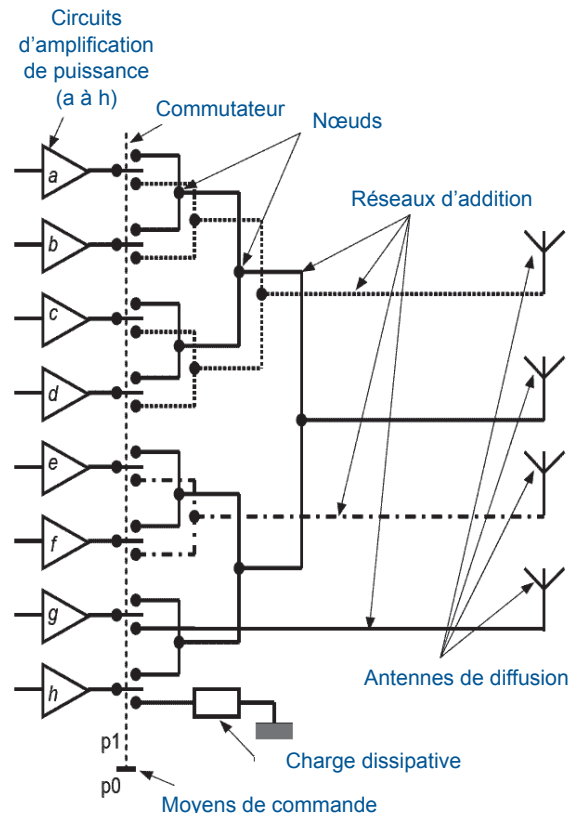 Circuits
d’amplification
de puissance
(a à h)
Commutateur
Nœuds
Réseaux d’addition
a
b
c
d
e
f
g
h
Antennes de diffusion
Charge dissipative
p1
p0
Moyens de commande